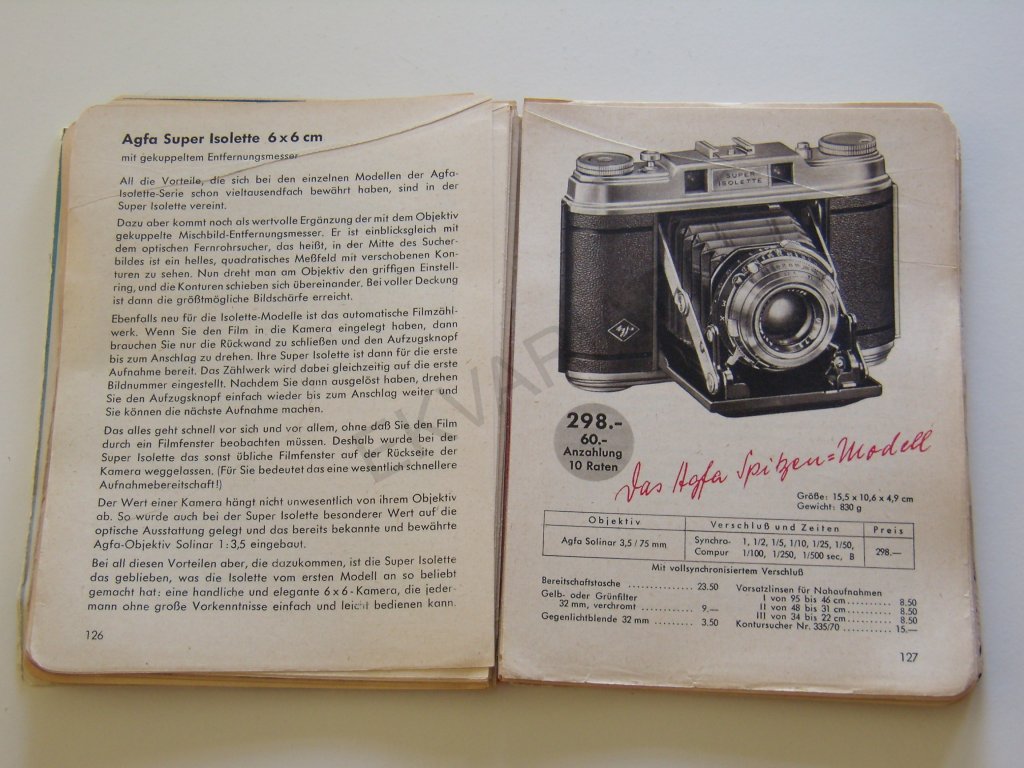 Agfa Super Isolette 6x6 cm
mit gekuppeltem Entfernungsmesser
All die Vorteile, die sich bei den einzelnen Modellen der Agfa-
Isolette-Serie schon vieltausendfach bewährt haben, sind in der
Super Isolette vereint.
Dazu aber kommt noch als wertvolle Ergänzung der mit dem Objektiv
gekuppelte Mischbild-Entfernungsmesser. Er ist einblicksgleich mit
dem optischen Fernrohrsucher, das heißt, in der Mitte des Sucher-
bildes ist ein helles, quadratisches Meßfeld mit verschobenen Kon-
turen zu sehen. Nun dreht man am Objektiv den griffigen Einstell-
ring, und die Konturen schieben sich übereinander. Bei voller Deckung
ist dann die größtmögliche Bildschärfe erreicht.
Ebenfalls neu für die Isolette-Modelle ist das automatische Filmzähl-
werk. Wenn Sie den Film in die Kamera eingelegt haben, dann
brauchen Sie nur die Rückwand zu schließen und den Aufzugsknopf
bis zum Anschlag zu drehen. Ihre Super Isolette ist dann für die erste
Aufnahme bereit. Das Zählwerk wird dabei gleichzeitig auf die erste
Bildnummer eingestellt. Nachdem Sie dann ausgelöst haben, drehen
Sie den Aufzugsknopf einfach wieder bis zum Anschlag weiter und
Sie können die nächste Aufnahme machen.
Das alles geht schnell vor sich und vor allem, ohne daß Sie den Film
durch ein Filmfenster beobachten müssen. Deshalb wurde bei der
Super Isolette das sonst übliche Filmfenster auf der Rückseite der
Kamera weggelassen. (Für Sie bedeutet das eine wesentlich schnellere
Aufnahmebereitschaft!)
Der Wert einer Kamera hängt nicht unwesentlich von ihrem Objektiv
ab. So wurde auch bei der Super Isolette besonderer Wert auf die
optische Ausstattung gelegt und das bereits bekannte und bewährte
Agfa-Objektiv Solinar 1:3,5 eingebaut.
Bei all diesen Vorteilen aber, die dazukommen, ist die Super Isolette
das geblieben, was die Isolette vom ersten Modell an so beliebt
gemacht hat: eine handliche und elegante 6x6-Kamera, die jeder-
mann ohne große Vorkenntnisse einfach und leicht bedienen kann.
126
SUPER
ISOLETTE
298.-
60.-
Anzahlung
10 Raten
Das Agfa Spitzen=Modell
Größe: 15,5 x 10,6 x 4,9 cm
Gewicht: 830 g
Objektiv Verschluß und Zeiten Preis
Agfa Solinar 3,5 / 75 mm Synchro- 1, 1/2, 1/5, 1/10, 1/25, 1/50, 298.—
Compur 1/100, 1/250, 1/500 sec, B
Mit vollsynchronisiertem Verschluß
Bereitschaftstasche .......... 23.50
Gelb- oder Grünfilter
32 mm, verchromt ........ 9.—
Gegenlichtblende 32 mm ....... 3.50
Vorsatzlinsen für Nahaufnahmen
I von 95 bis 46 cm .......... 8.50
II von 48 bis 31 cm .......... 8.50
III von 34 bis 22 cm .......... 8.50
Kontursucher Nr. 335/70 .......... 15.—
127